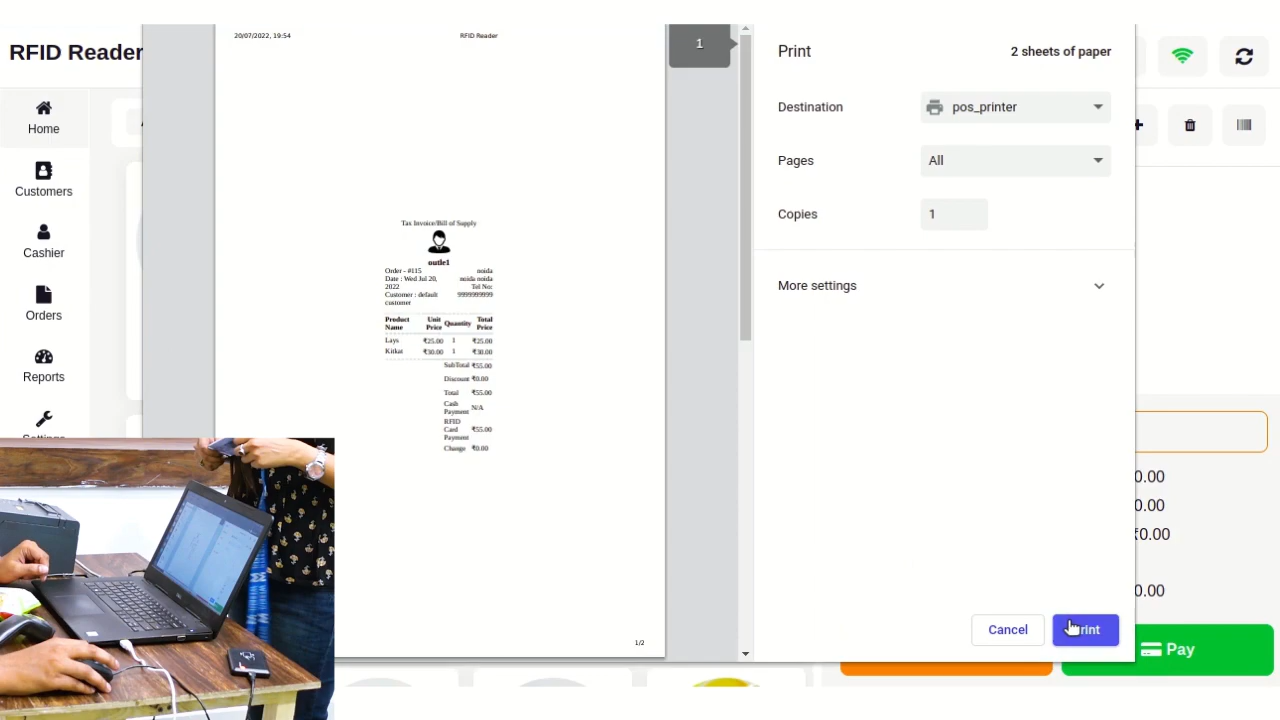 RFID Reader
Home
Customers
Cashier
Orders
Reports
20/07/2022, 19:54 RFID Reader
Tax Invoice/Bill of Supply
outle1
Order - #115 noida
Date : Wed Jul 20, noida noida
2022 Tel No:
Customer : default 9999999999
customer
Product Unit Quantity Total
Name Price Price
Lays ₹25.00 1 ₹25.00
Kitkat ₹30.00 1 ₹30.00
SubTotal ₹55.00
Discount ₹0.00
Total ₹55.00
Cash
Payment N/A
RFID
Card ₹55.00
Payment
Change ₹0.00
1/2
1
Print 2 sheets of paper
Destination pos_printer
Pages All
Copies 1
More settings
Cancel
0.00
0.00
₹0.00
0.00
Pay